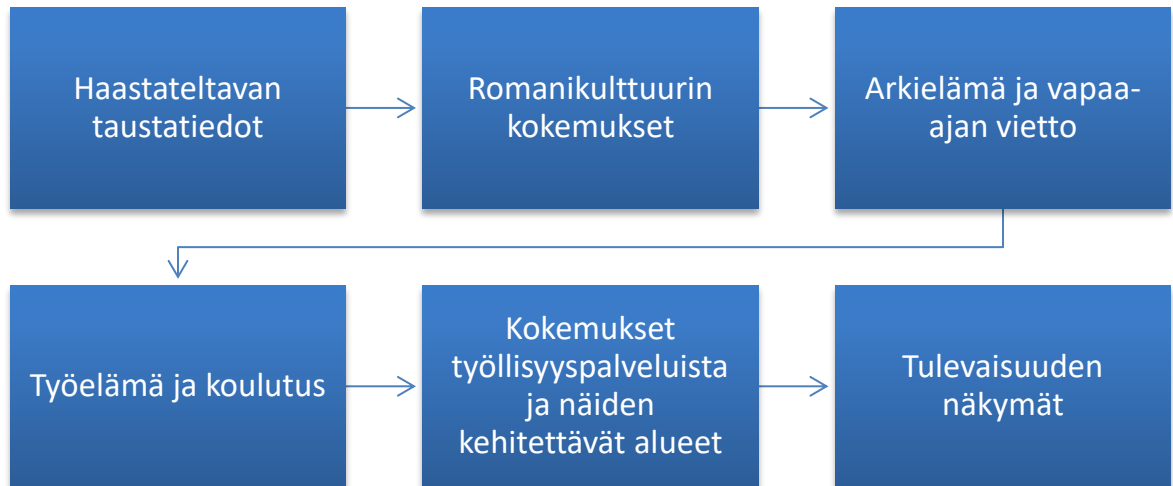 Haastateltavan
taustatiedot
Romanikulttuurin
kokemukset
Arkielämä ja vapaa-
ajan vietto
Työelämä ja koulutus
Kokemukset
työllisyyspalveluista
ja näiden
kehitettävät alueet
Tulevaisuuden
näkymät